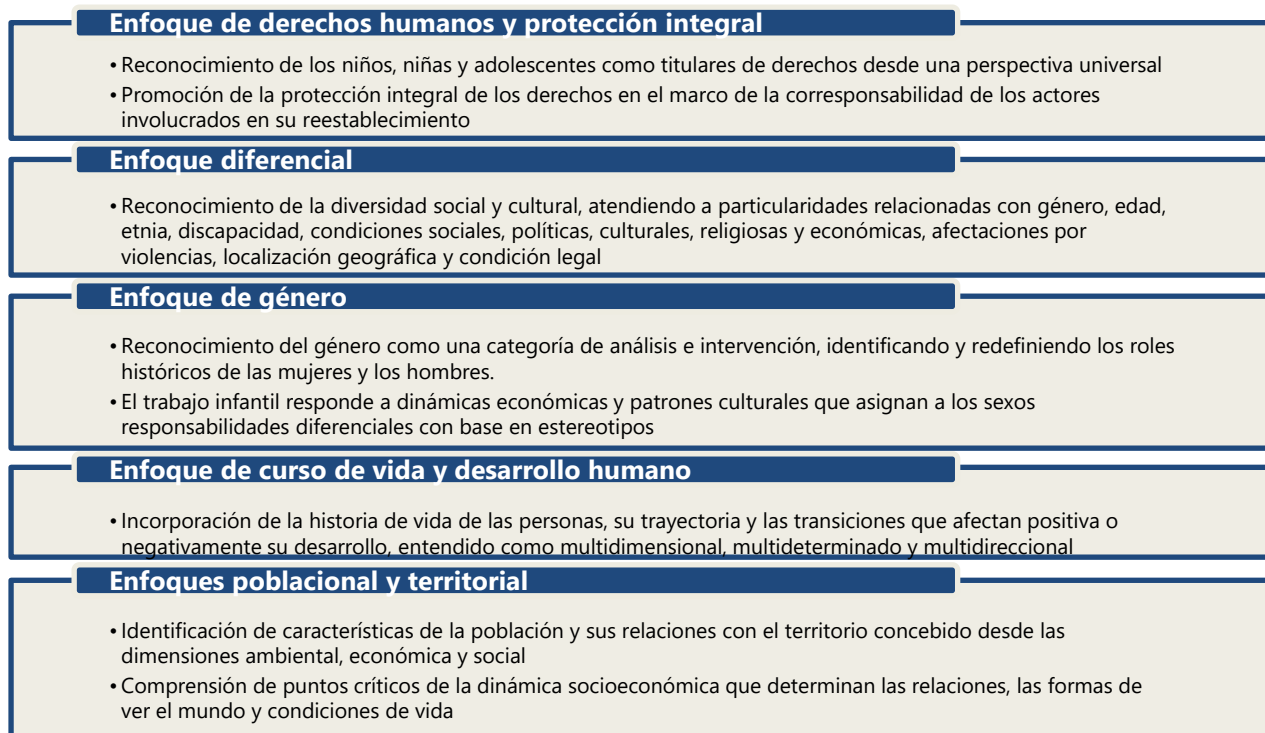 Enfoque de derechos humanos y protección integral
• Reconocimiento de los niños, niñas y adolescentes como titulares de derechos desde una perspectiva universal
• Promoción de la protección integral de los derechos en el marco de la corresponsabilidad de los actores
involucrados en su reestablecimiento
Enfoque diferencial
• Reconocimiento de la diversidad social y cultural, atendiendo a particularidades relacionadas con género, edad,
etnia, discapacidad, condiciones sociales, políticas, culturales, religiosas y económicas, afectaciones por
violencias, localización geográfica y condición legal
Enfoque de género
• Reconocimiento del género como una categoría de análisis e intervención, identificando y redefiniendo los roles
históricos de las mujeres y los hombres.
• El trabajo infantil responde a dinámicas económicas y patrones culturales que asignan a los sexos
responsabilidades diferenciales con base en estereotipos
Enfoque de curso de vida y desarrollo humano
• Incorporación de la historia de vida de las personas, su trayectoria y las transiciones que afectan positiva o
negativamente su desarrollo, entendido como multidimensional, multideterminado y multidireccional
Enfoques poblacional y territorial
• Identificación de características de la población y sus relaciones con el territorio concebido desde las
dimensiones ambiental, económica y social
• Comprensión de puntos críticos de la dinámica socioeconómica que determinan las relaciones, las formas de
ver el mundo y condiciones de vida